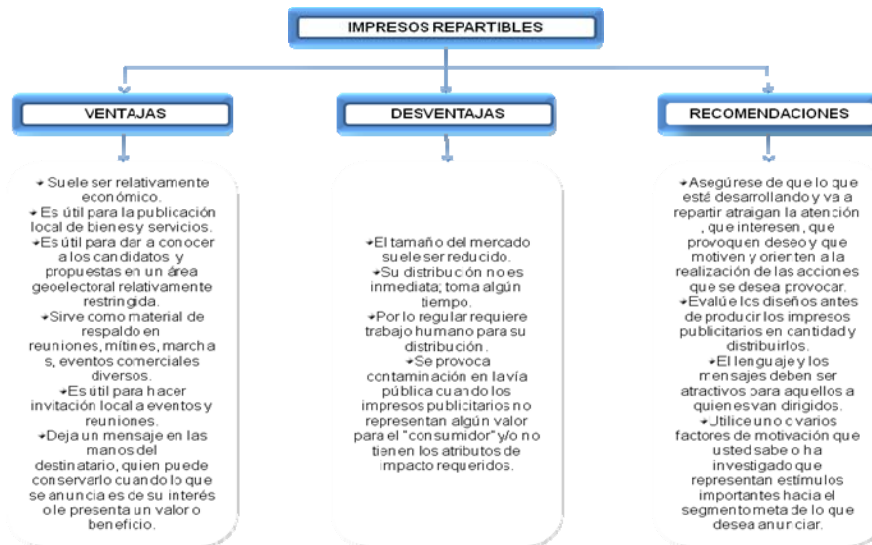 IMPRESOS REPARTIBLES
VENTAJAS
Suele ser relativamente
económico.
Es útil para la publicación
local de bienes y servicios.
Es útil para dar a conocer
a los candidatos y
propuestas en un área
geoelectoral relativamente
restringida.
Sirve como material de
respaldo en
reuniones, mítines, marcha
s, eventos comerciales
diversos.
Es útil para hacer
invitación local a eventos y
reuniones.
Deja un mensaje en las
manos del
destinatario, quien puede
conservarlo cuando lo que
se anuncia es de su interés
o le presenta un valor o
beneficio.
DESVENTAJAS
El tamaño del mercado
suele ser reducido.
Su distribución no es
inmediata; toma algún
tiempo.
Por lo regular requiere
trabajo humano para su
distribución.
Se provoca
contaminación en la vía
pública cuando los
impresos publicitarios no
representan algún valor
para el "consumidor" y/o no
tienen los atributos de
impacto requeridos.
RECOMENDACIONES
Asegúrese de que lo que
está desarrollando y va a
repartir atraigan la atención
, que interesen, que
provoquen deseo y que
motiven y orienten a la
realización de las acciones
que se desea provocar.
Evalúe los diseños antes
de producir los impresos
publicitarios en cantidad y
distribuirlos.
El lenguaje y los
mensajes deben ser
atractivos para aquellos a
quienes van dirigidos.
Utilice uno o varios
factores de motivación que
usted sabe o ha
investigado que
representan estímulos
importantes hacia el
segmento meta de lo que
desea anunciar.